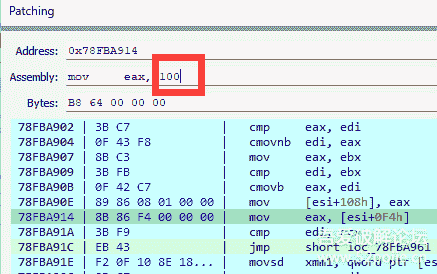 Patching
Address: 0x78FBA914
Assembly: mov eax, 100
Bytes: B8 64 00 00 00
78FBA902 | 3B C7 | cmp eax, edi
78FBA904 | 0F 43 F8 | cmovnb edi, eax
78FBA907 | 8B C3 | mov eax, ebx
78FBA909 | 3B FB | cmp edi, ebx
78FBA90B | 0F 42 C7 | cmovb eax, edi
78FBA90E | 89 86 08 01 00 00 | mov [esi+108h], eax
78FBA914 | 8B 86 F4 00 00 00 | mov eax, [esi+0F4h]
78FBA91A | 3B F9 | cmp edi,
78FBA91C | EB 43 | jmp short loc_78FBA961
F2 0F 10 8E 18... | movsd xmm1, qword ptr [es